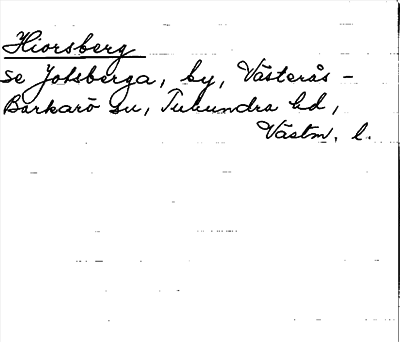 Hiorsberg
se Jotsberga, by, Västerås -
Barkarö sn, Tuhundra hd,
Västm. l.